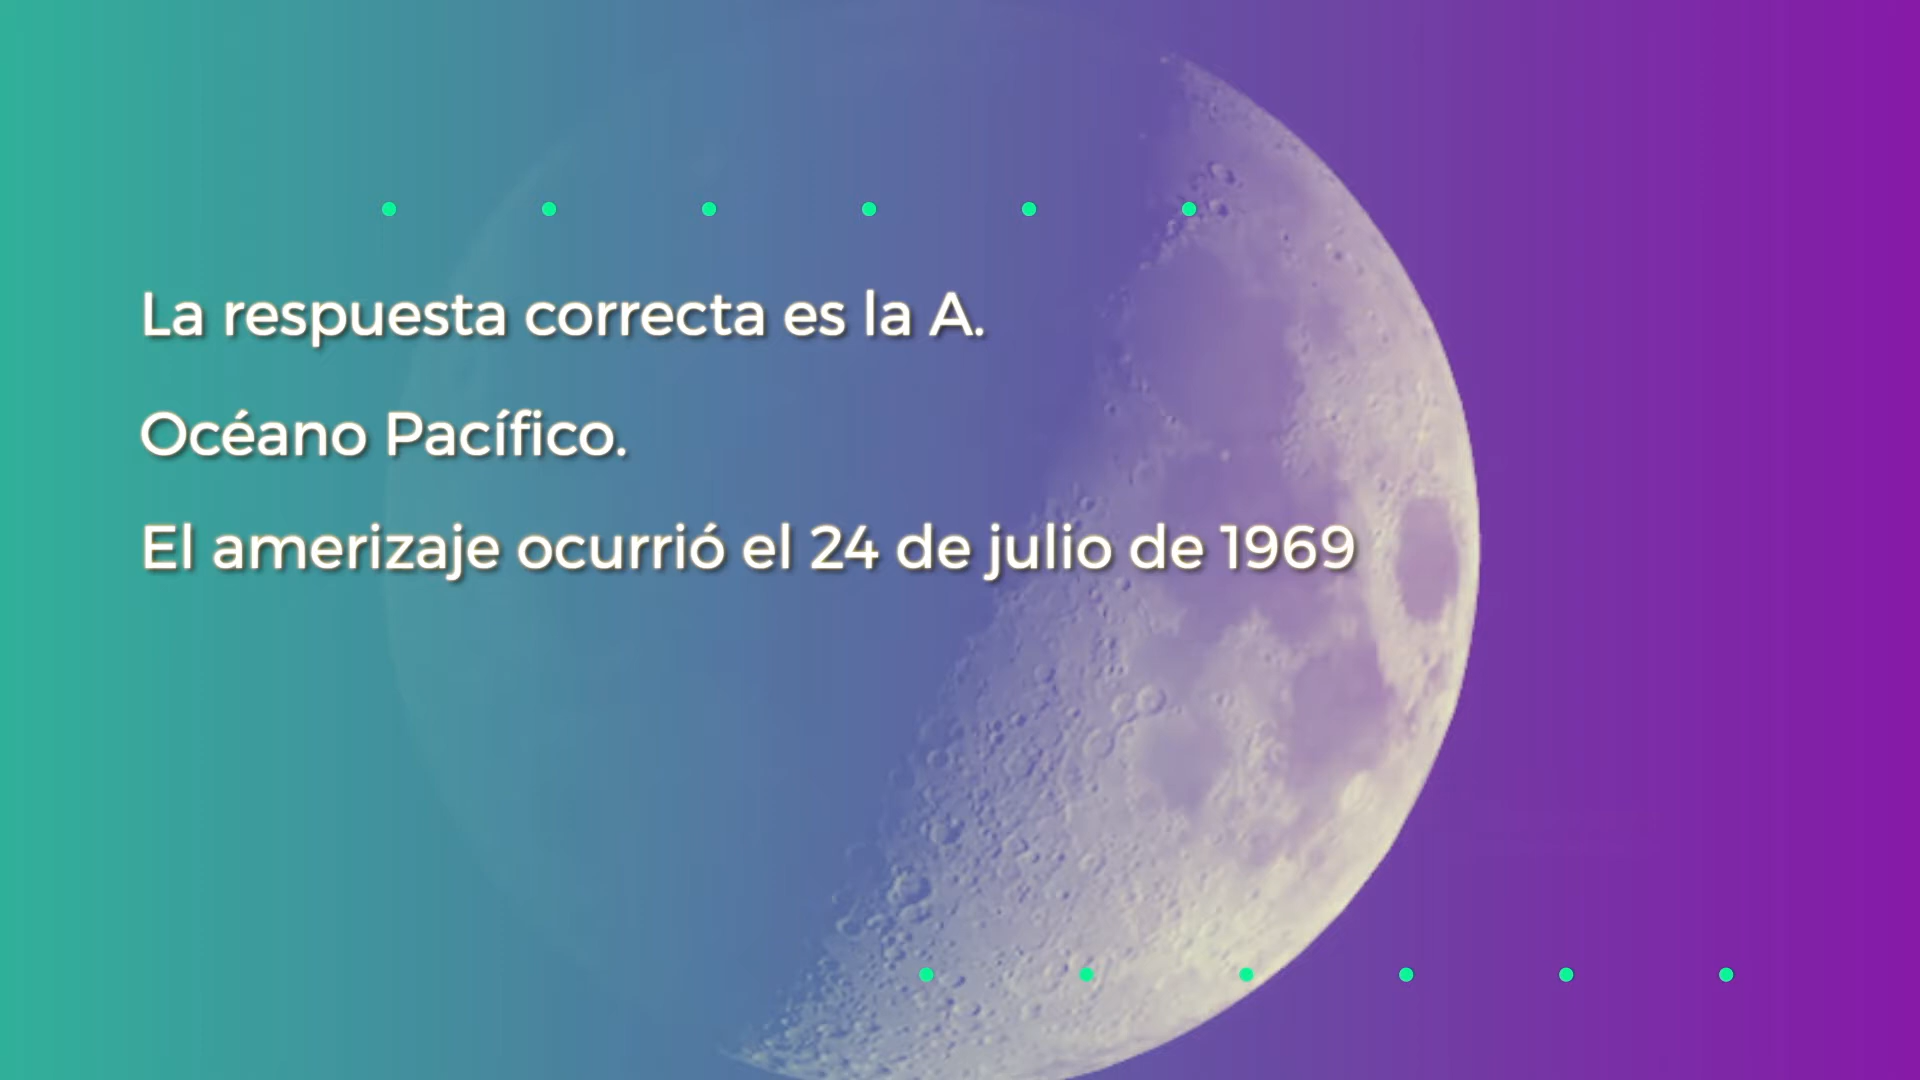 La respuesta correcta es la A.
Océano Pacífico.
El amerizaje ocurrió el 24 de julio de 1969